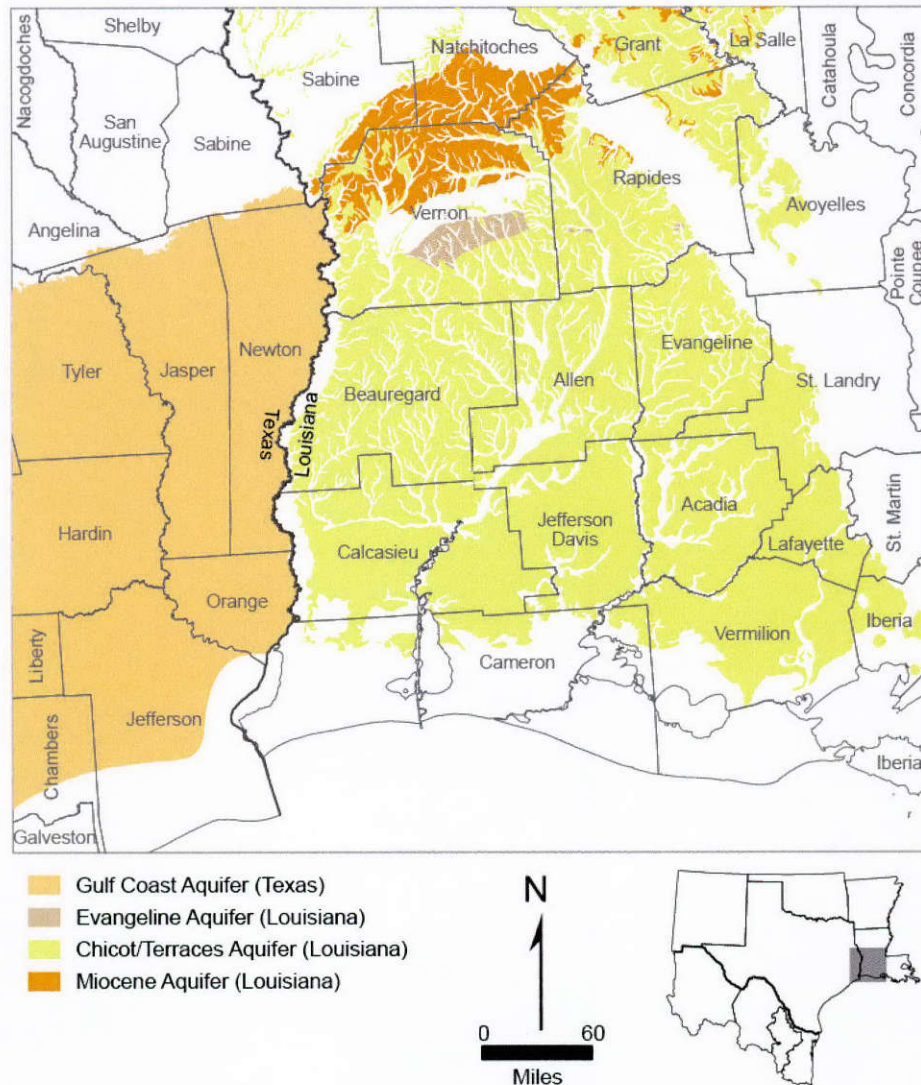 Shelby
Nacogdoches
San
Augustine
Sabine
Sabine
Natchitoches
Grant
La Salle
Catahoula
Concordia
Angelina
Vernon
Rapides
Avoyelles
Pointe
Coupee
Tyler
Jasper
Newton
Texas
Louisiana
Beauregard
Allen
Evangeline
St. Landry
Hardin
Calcasieu
Jefferson
Davis
Acadia
Lafayette
St. Martin
Orange
Liberty
Jefferson
Cameron
Vermilion
Iberia
Chambers
Iberia
Galveston
Gulf Coast Aquifer (Texas)
Evangeline Aquifer (Louisiana)
Chicot/Terraces Aquifer (Louisiana)
Miocene Aquifer (Louisiana)
N
0 60
Miles